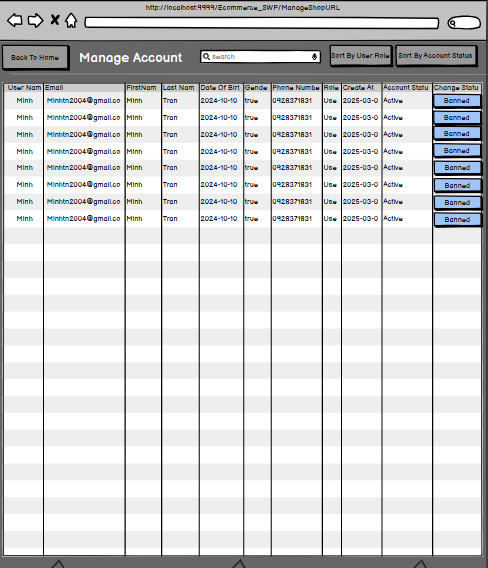 http://localhost:9999/Ecommerce_SWP/ManageShopURL
Back To Home Manage Account search Sort By User Role Sort By Account Status
User Nam Email FirstNam Last Nam Date Of Birt Gende Phone Numbe Role Create At Account Statu Change Statu
Minh Minhtn2004@gmail.co Minh Tran 2024-10-10 true 0928371831 Use 2025-03-0 Active Banned
Minh Minhtn2004@gmail.co Minh Tran 2024-10-10 true 0928371831 Use 2025-03-0 Active Banned
Minh Minhtn2004@gmail.co Minh Tran 2024-10-10 true 0928371831 Use 2025-03-0 Active Banned
Minh Minhtn2004@gmail.co Minh Tran 2024-10-10 true 0928371831 Use 2025-03-0 Active Banned
Minh Minhtn2004@gmail.co Minh Tran 2024-10-10 true 0928371831 Use 2025-03-0 Active Banned
Minh Minhtn2004@gmail.co Minh Tran 2024-10-10 true 0928371831 Use 2025-03-0 Active Banned
Minh Minhtn2004@gmail.co Minh Tran 2024-10-10 true 0928371831 Use 2025-03-0 Active Banned
Minh Minhtn2004@gmail.co Minh Tran 2024-10-10 true 0928371831 Use 2025-03-0 Active Banned